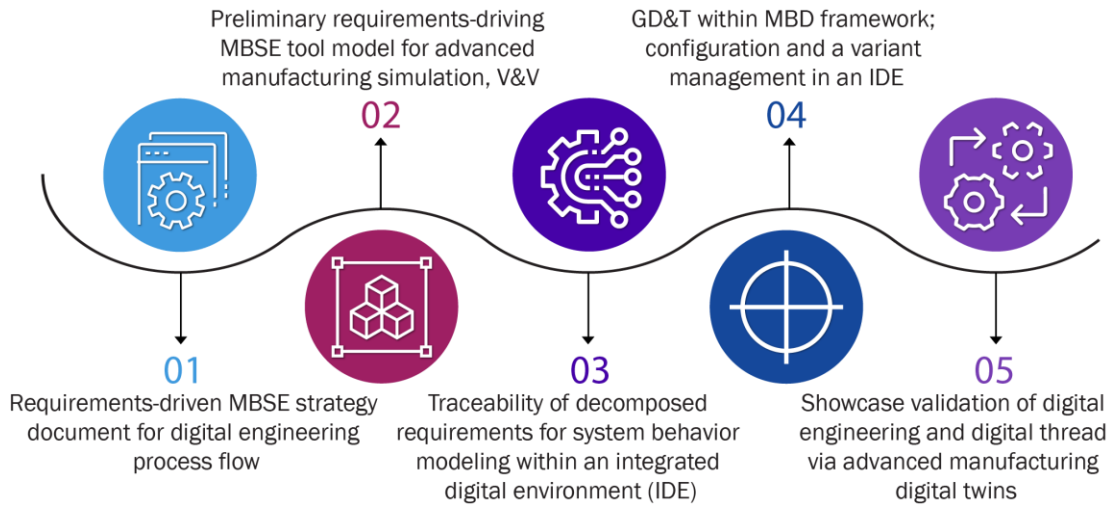 01
Requirements-driven MBSE strategy
document for digital engineering
process flow
Preliminary requirements-driving
MBSE tool model for advanced
manufacturing simulation, V&V
02
03
Traceability of decomposed
requirements for system behavior
modeling within an integrated
digital environment (IDE)
GD&T within MBD framework;
configuration and a variant
management in an IDE
04
05
Showcase validation of digital
engineering and digital thread
via advanced manufacturing
digital twins